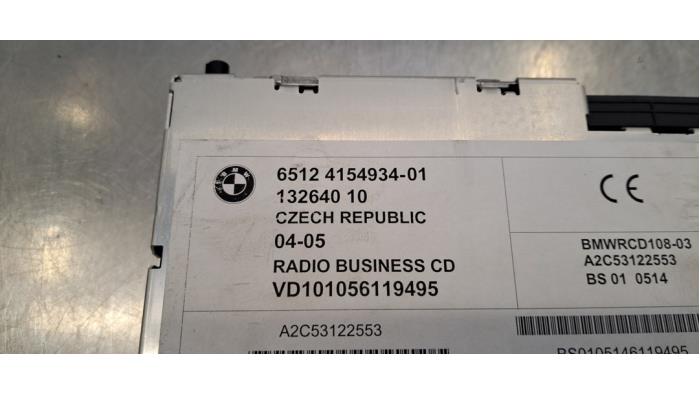 BMW
6512 4154934-01
132640 10
CZECH REPUBLIC
04-05
RADIO BUSINESS CD
VD101056119495
CE
BMWRCD108-03
A2C53122553
BS 01 0514
A2C53122553
BS0105146119495